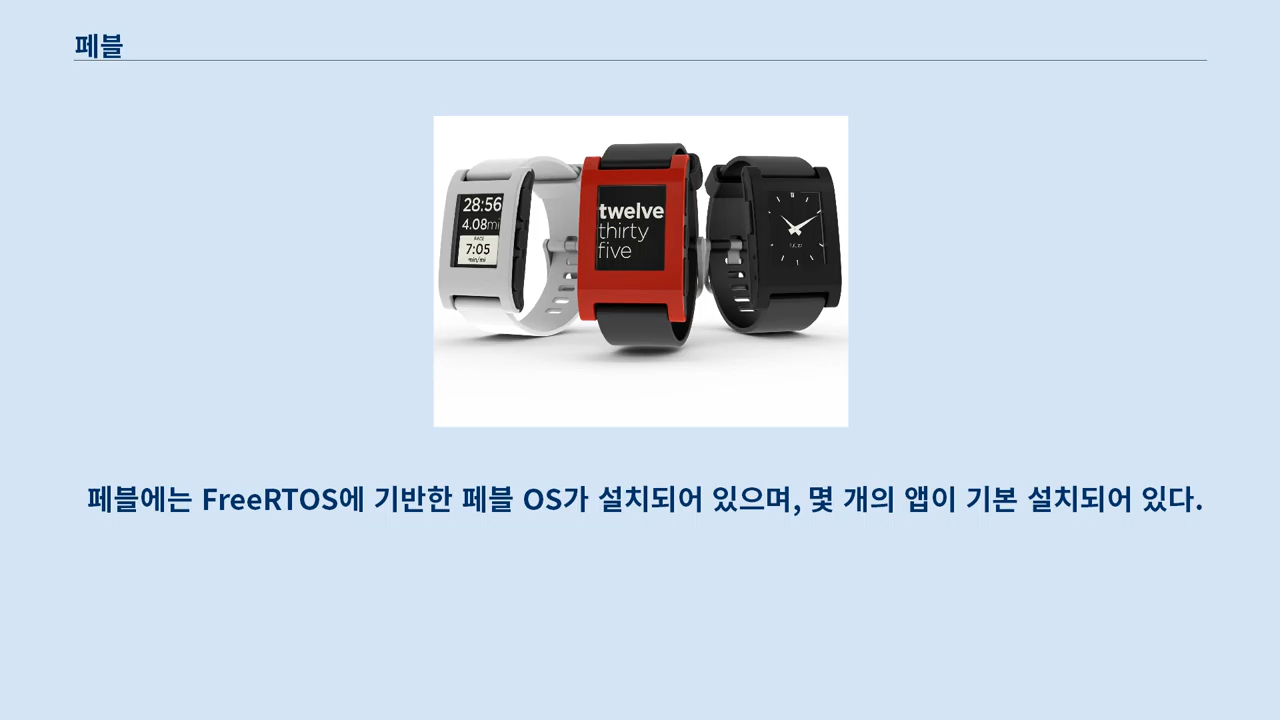 페블
28:56
4.08mi
PACE
7:05
min/mi
twelve
thirty
five
페블에는 FreeRTOS에 기반한 페블 OS가 설치되어 있으며, 몇 개의 앱이 기본 설치되어 있다.